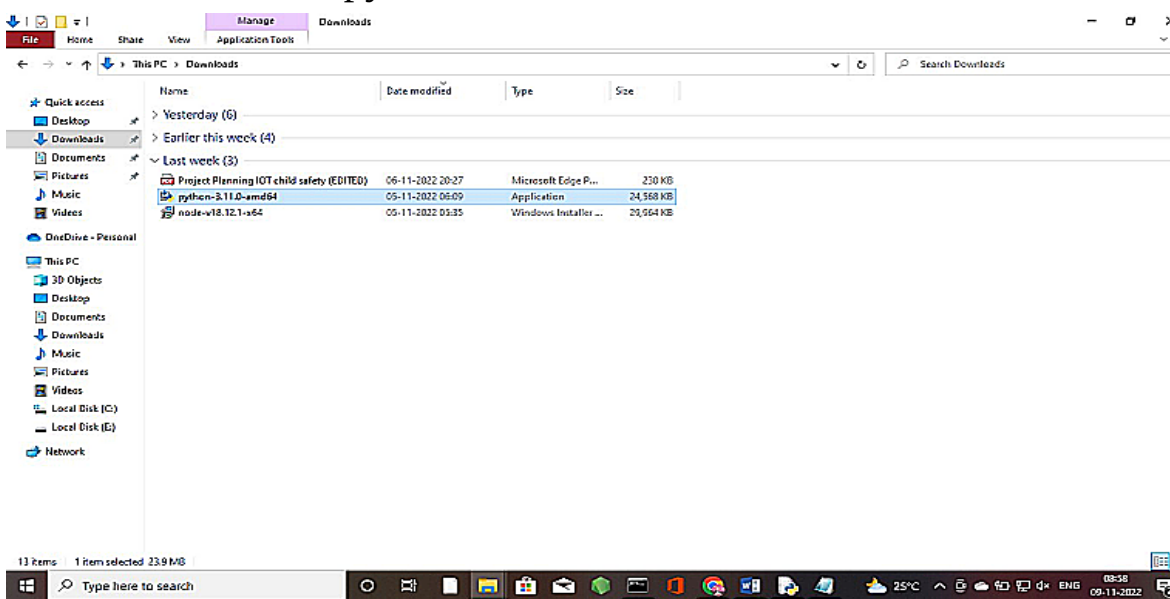 Manage Downloads
File Home Share View Application Tools
This PC > Downloads
Search Downloads
Name Date modified Type Size
Quick access
Desktop
Downloads
Documents
Pictures
Music
Videos
OneDrive - Personal
This PC
3D Objects
Desktop
Documents
Downloads
Music
Pictures
Videos
Local Disk (C:)
Local Disk (E:)
Network
Yesterday (6)
Earlier this week (4)
Last week (3)
Project Planning IOT child safety (EDITED) 06-11-2022 20:27 Microsoft Edge P... 230 KB
python-3.11.0-amd64 05-11-2022 06:09 Application 24,568 KB
node-v18.12.1-x64 05-11-2022 05:35 Windows Installer ... 29,964 KB
13 items 1 item selected 23.9 MB
Type here to search
25°C ENG 08:58
09-11-2022